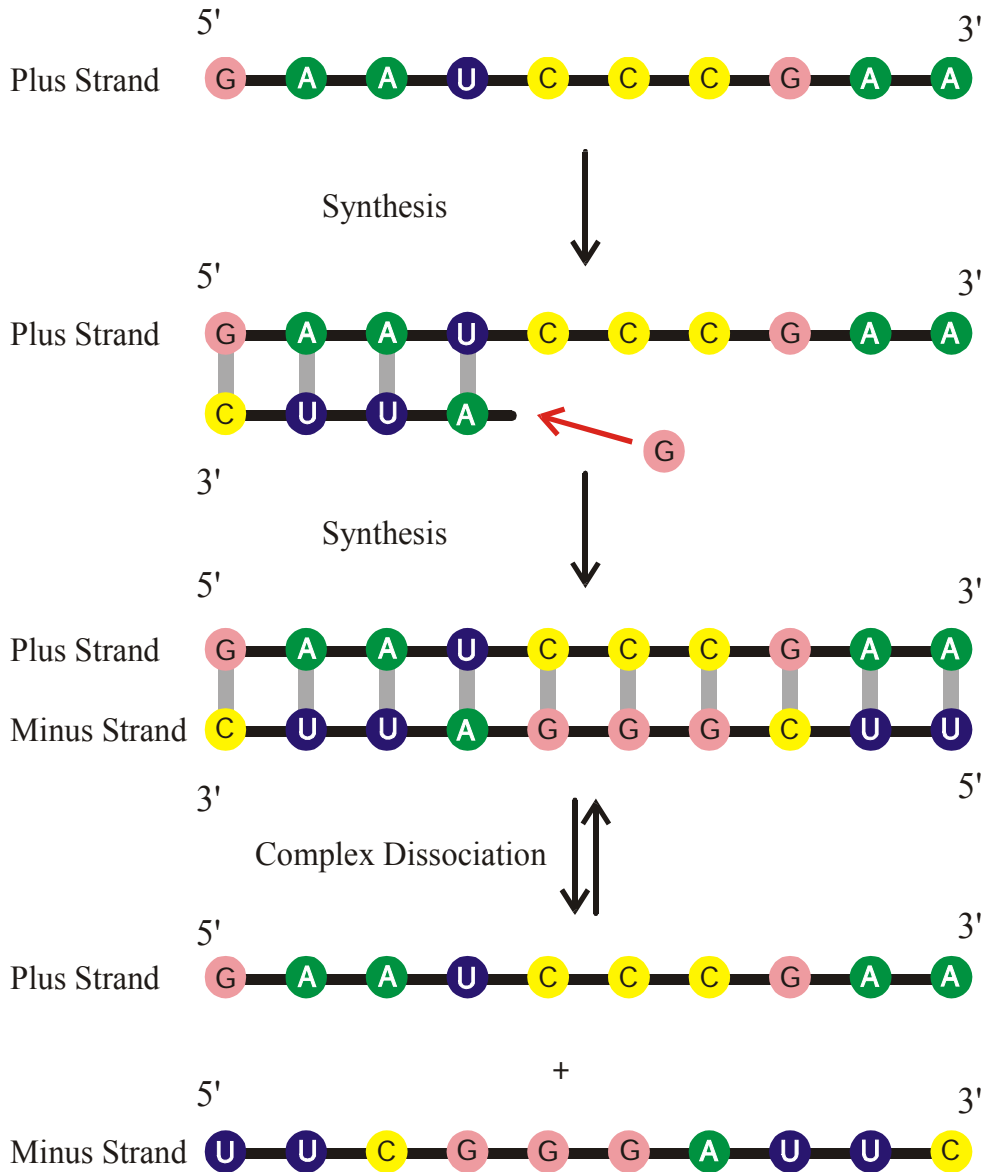 5' 3'
Plus Strand G A A U C C C G A A
Synthesis
5' 3'
Plus Strand G A A U C C C G A A
C U U A G
3'
Synthesis
5' 3'
Plus Strand G A A U C C C G A A
Minus Strand C U U A G G G C U U
3' 5'
Complex Dissociation
5' 3'
Plus Strand G A A U C C C G A A
+
5' 3'
Minus Strand U U C G G G A U U C